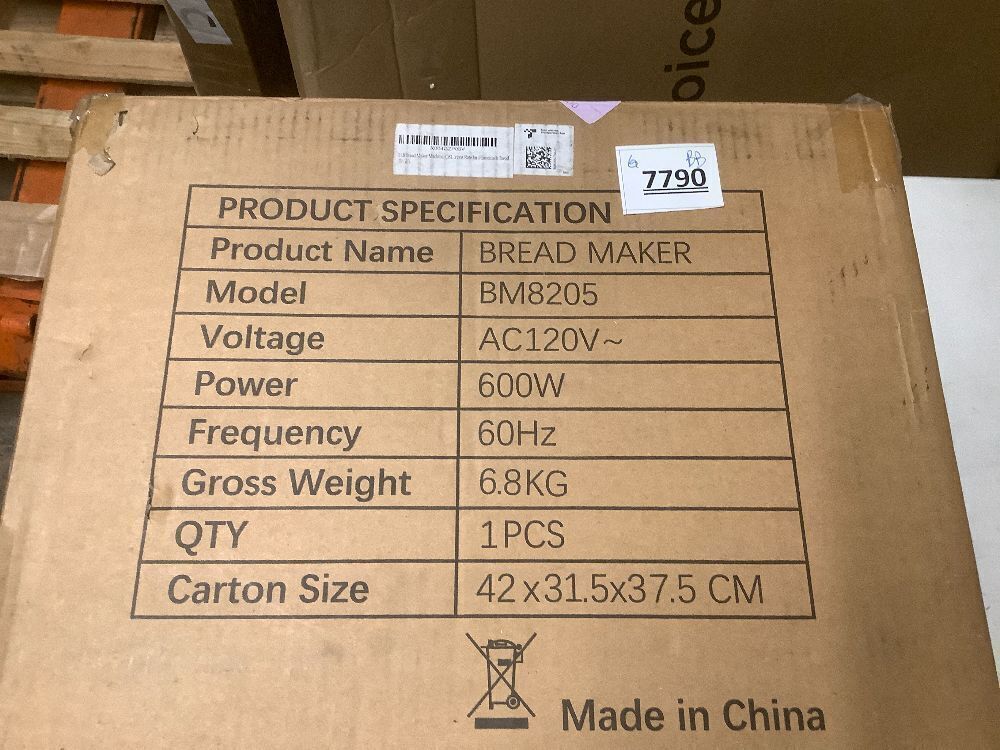 oice
7790
PRODUCT SPECIFICATION
Product Name BREAD MAKER
Model BM8205
Voltage AC120V~
Power 600W
Frequency 60Hz
Gross Weight 6.8KG
QTY 1PCS
Carton Size 42x31.5x37.5 CM
Made in China